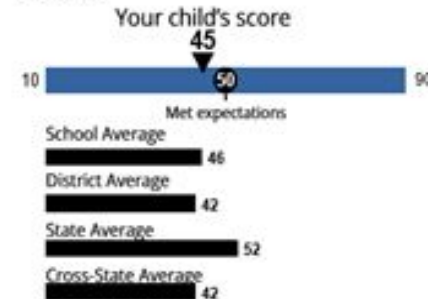 Your child's score
45
10 50 90
Met expectations
School Average
46
District Average
42
State Average
52
Cross-State Average
42